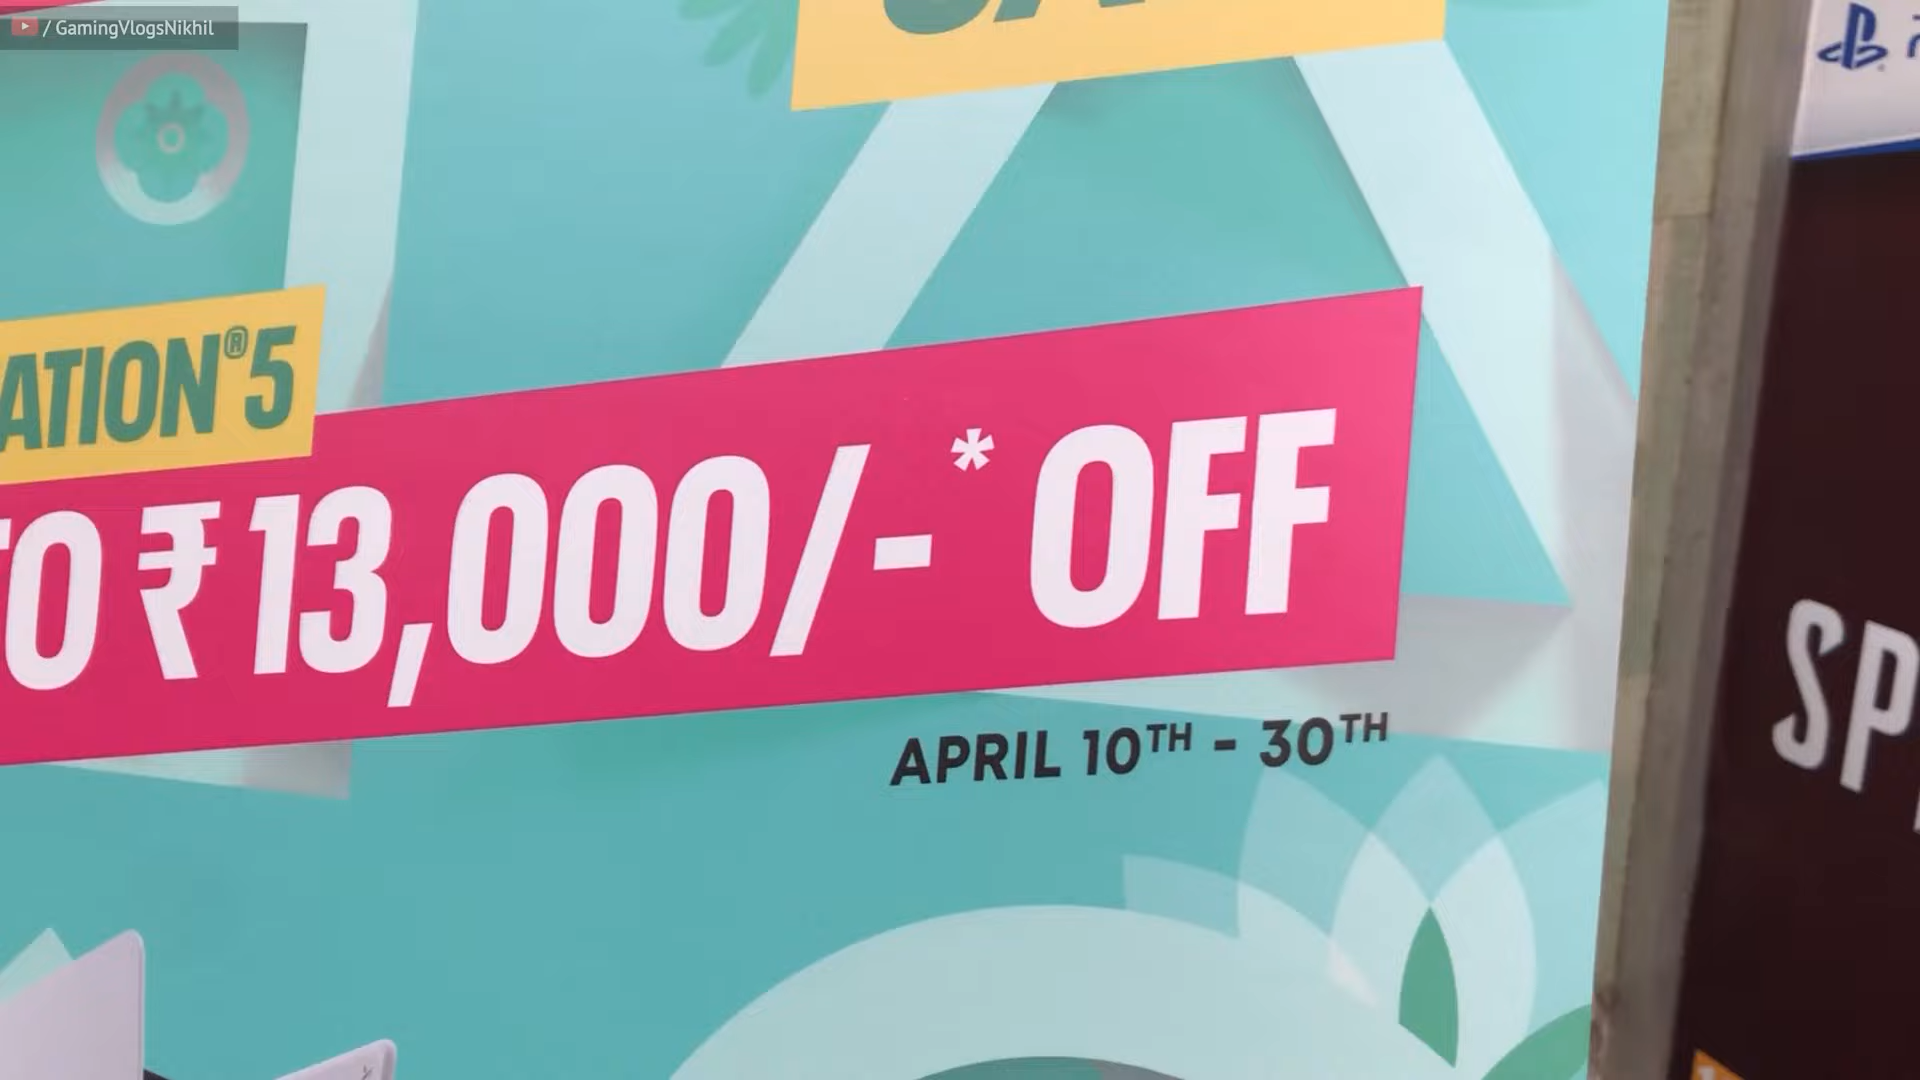 / GamingVlogsNikhil
ATION®5
TO ₹13,000/-* OFF
APRIL 10TH - 30TH
SP